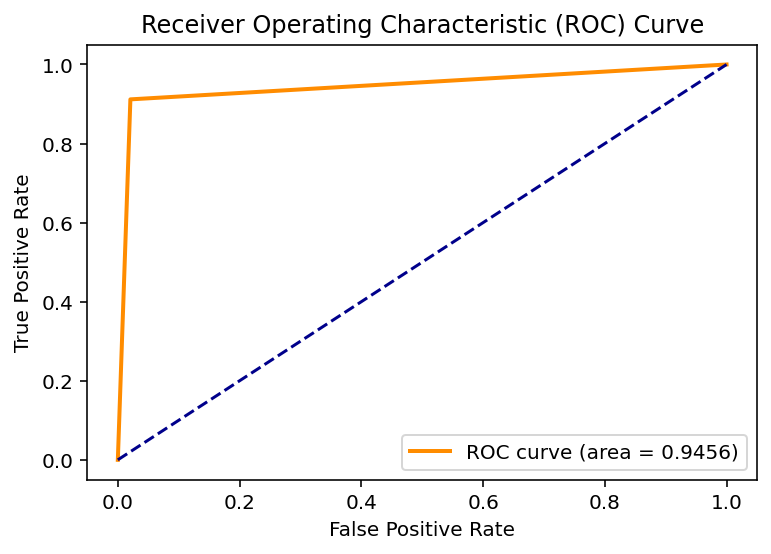 Receiver Operating Characteristic (ROC) Curve
1.0
0.8
0.6
0.4
0.2
0.0
True Positive Rate
ROC curve (area = 0.9456)
0.0 0.2 0.4 0.6 0.8 1.0
False Positive Rate